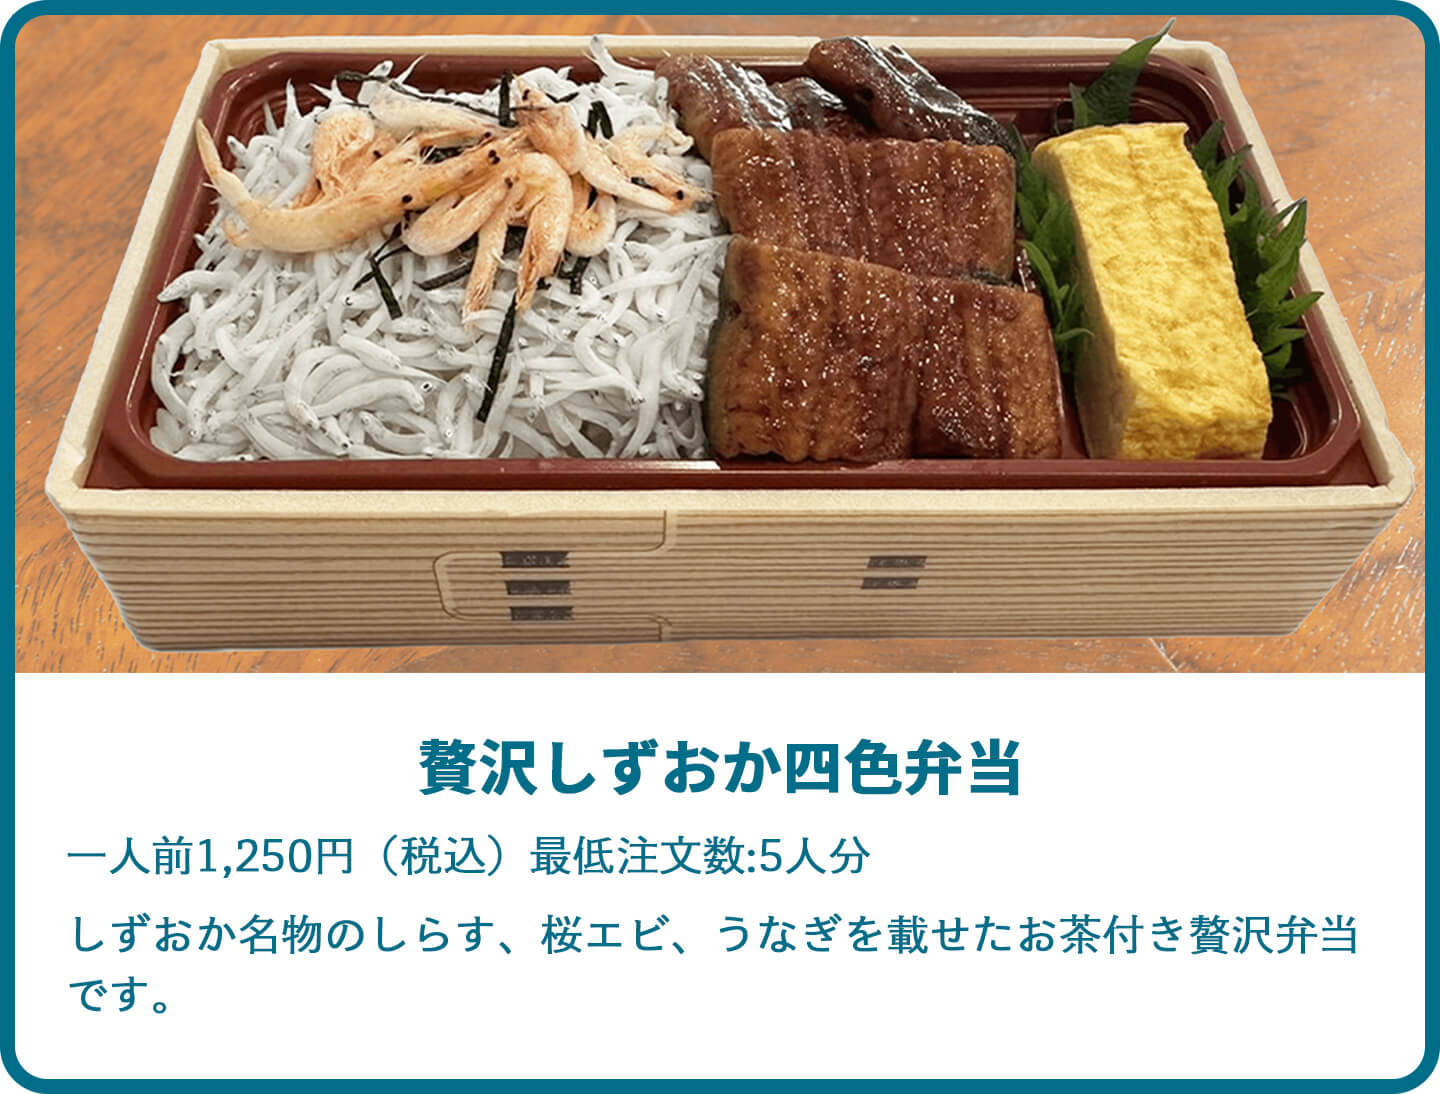 贅沢しずおか四色弁当
一人前1,250円（税込）最低注文数:5人分
しずおか名物のしらす、桜エビ、うなぎを載せたお茶付き贅沢弁当
です。